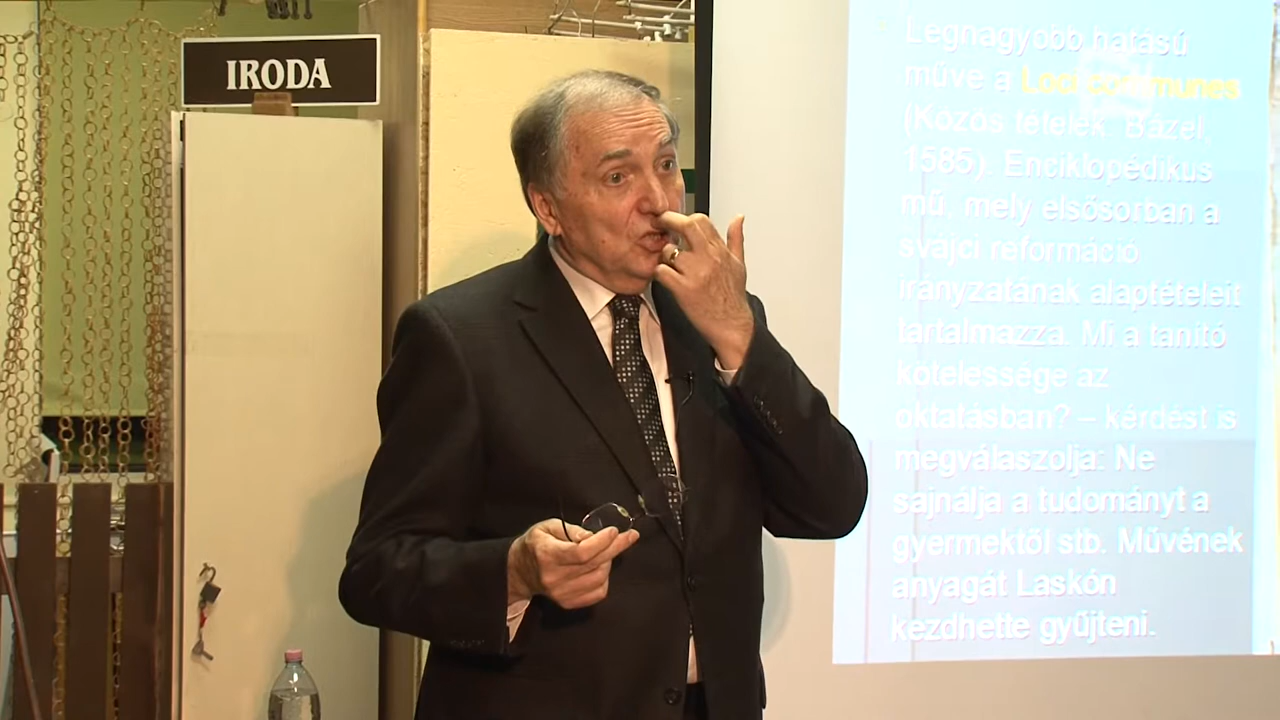 IRODA
Legnagyobb hatású
műve a Loci communes
(Közös tételek. Bázel,
1585). Enciklopédikus
mű, mely elsősorban a
svájci reformáció
irányzatának alaptételeit
tartalmazza. Mi a tanító
kötelessége az
oktatásban? – kérdést is
megválaszolja: Ne
sajnálja a tudományt a
gyermektől stb. Művének
anyagát Laskón
kezdhette gyűjteni.